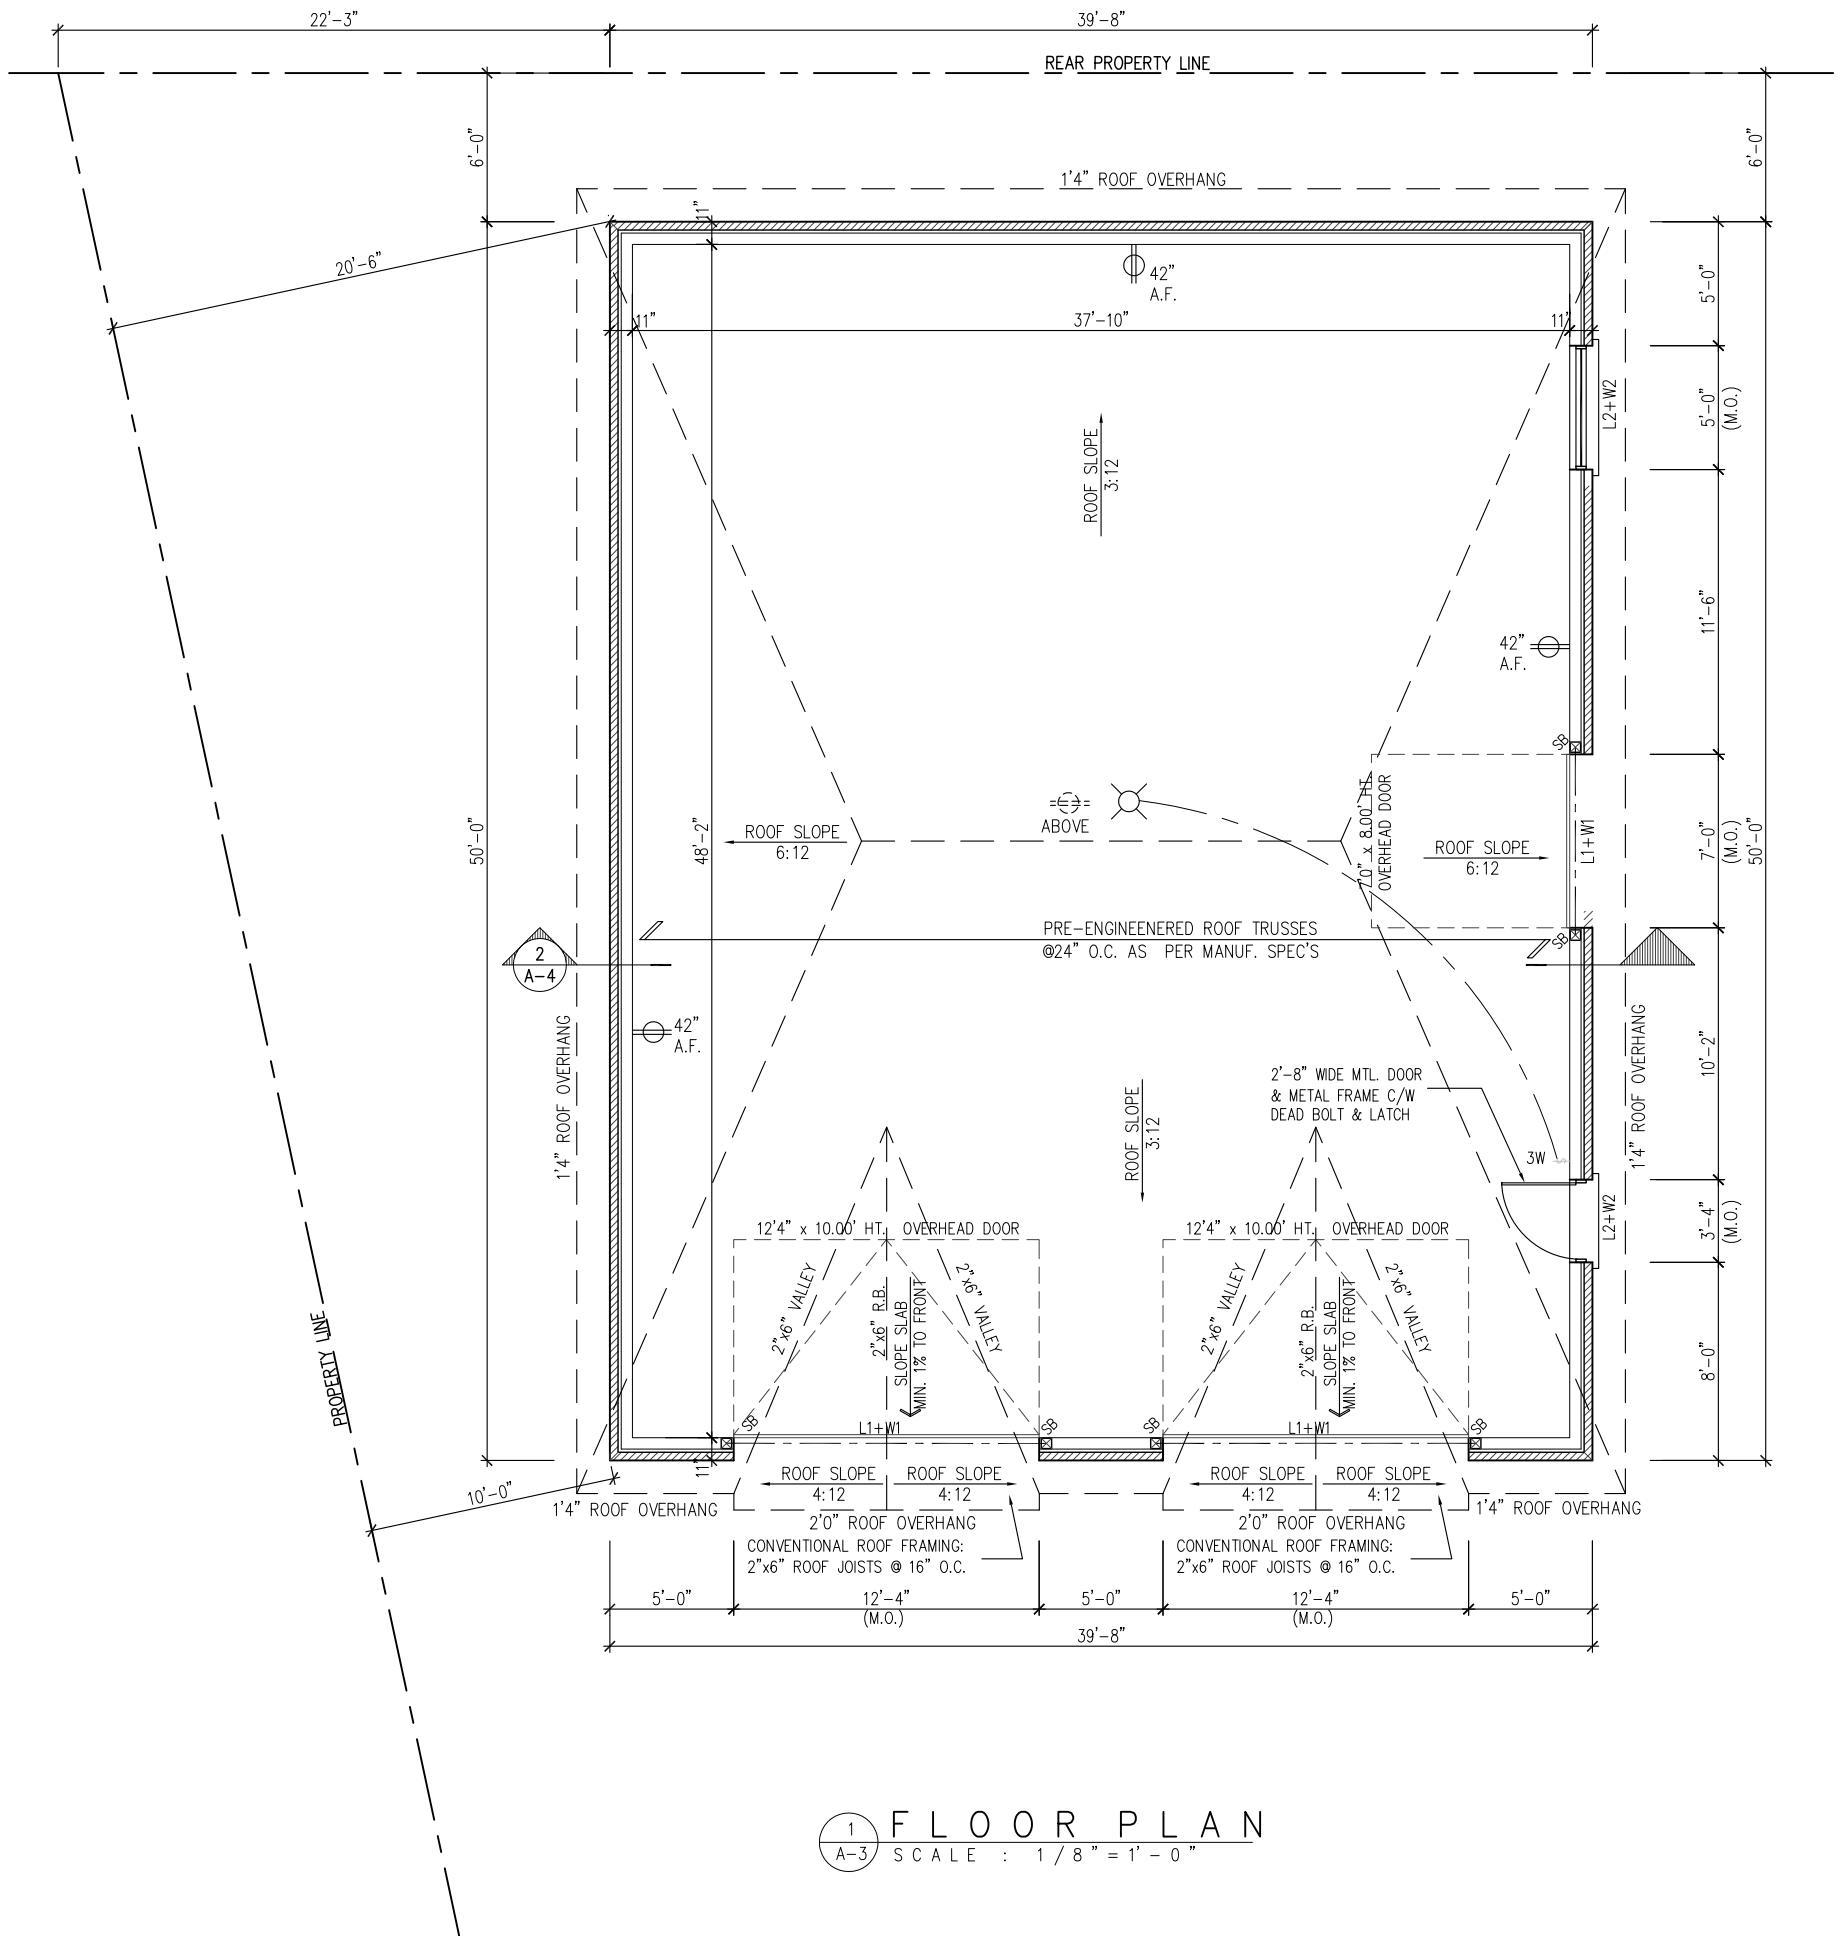 22'-3"
39'-8"
REAR PROPERTY LINE
6'-0"
6'-0"
1'4" ROOF OVERHANG
11"
20'-6"
42"
A.F.
5'-0"
11"
37'-10"
11"
5'-0"
(M.O.)
L2+W2
ROOF SLOPE
3:12
11'-6"
42"
A.F.
SB
7'0" x 8.00' HT.
OVERHEAD DOOR
ABOVE
50'-0"
48'-2"
ROOF SLOPE
6:12
ROOF SLOPE
6:12
L1+W1
7'-0"
(M.O.)
50'-0"
PRE-ENGINEENERED ROOF TRUSSES
@24" O.C. AS PER MANUF. SPEC'S
SB
2
A-4
42"
A.F.
1'4" ROOF OVERHANG
1'4" ROOF OVERHANG
10'-2"
2'-8" WIDE MTL. DOOR
& METAL FRAME C/W
DEAD BOLT & LATCH
ROOF SLOPE
3:12
3W
L2+W2
3'-4"
(M.O.)
12'4" x 10.00' HT. OVERHEAD DOOR
12'4" x 10.00' HT. OVERHEAD DOOR
2"x6" VALLEY
2"x6" R.B.
SLOPE SLAB
MIN. 1% TO FRONT
2"x6" VALLEY
2"x6" VALLEY
2"x6" R.B.
SLOPE SLAB
MIN. 1% TO FRONT
2"x6" VALLEY
8'-0"
PROPERTY LINE
SB
L1+W1
SB
SB
L1+W1
SB
11"
ROOF SLOPE
4:12
ROOF SLOPE
4:12
ROOF SLOPE
4:12
ROOF SLOPE
4:12
10'-0"
1'4" ROOF OVERHANG
2'0" ROOF OVERHANG
2'0" ROOF OVERHANG
1'4" ROOF OVERHANG
CONVENTIONAL ROOF FRAMING:
2"x6" ROOF JOISTS @ 16" O.C.
CONVENTIONAL ROOF FRAMING:
2"x6" ROOF JOISTS @ 16" O.C.
5'-0"
12'-4"
(M.O.)
5'-0"
12'-4"
(M.O.)
5'-0"
39'-8"
1
A-3
FLOOR PLAN
SCALE : 1/8"=1'-0"